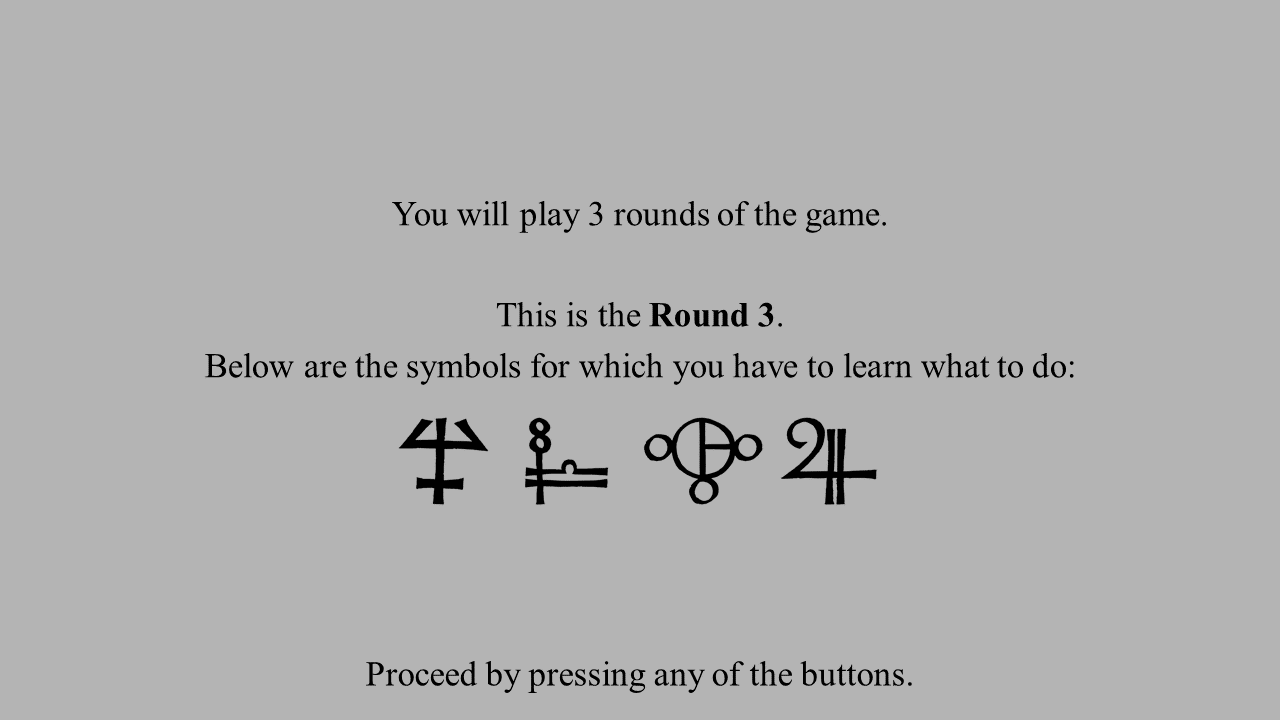 You will play 3 rounds of the game.
This is the Round 3.
Below are the symbols for which you have to learn what to do:
Proceed by pressing any of the buttons.